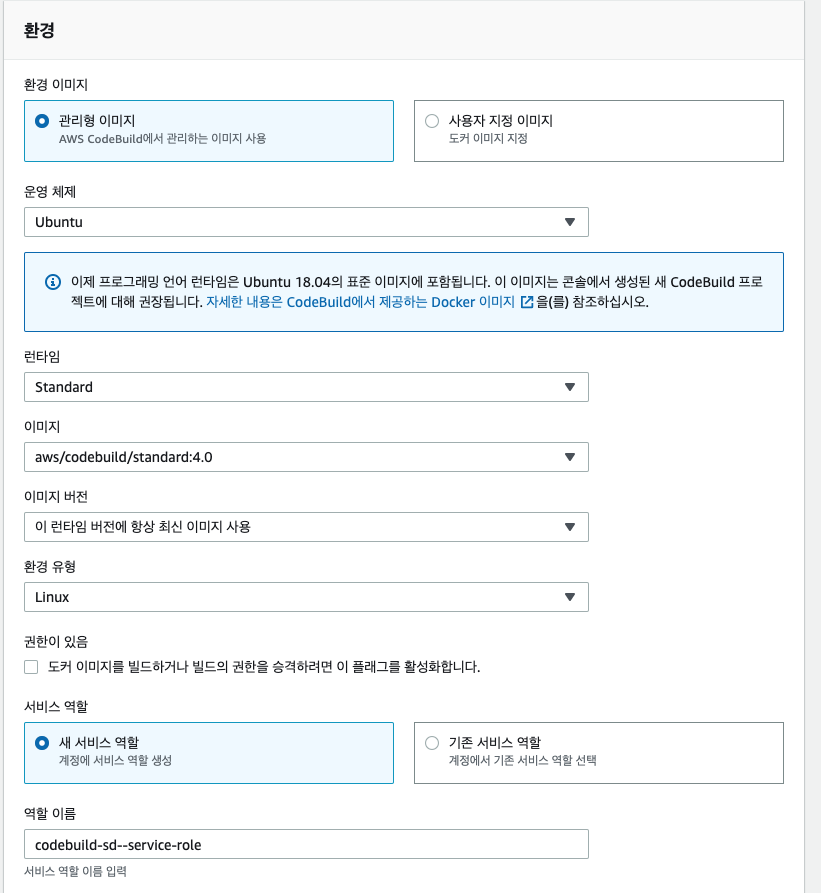 환경
환경 이미지
관리형 이미지
AWS CodeBuild에서 관리하는 이미지 사용
사용자 지정 이미지
도커 이미지 지정
운영 체제
Ubuntu
이제 프로그래밍 언어 런타임은 Ubuntu 18.04의 표준 이미지에 포함됩니다. 이 이미지는 콘솔에서 생성된 새 CodeBuild 프로
젝트에 대해 권장됩니다. 자세한 내용은 CodeBuild에서 제공하는 Docker 이미지 을(를) 참조하십시오.
런타임
Standard
이미지
aws/codebuild/standard:4.0
이미지 버전
이 런타임 버전에 항상 최신 이미지 사용
환경 유형
Linux
권한이 있음
도커 이미지를 빌드하거나 빌드의 권한을 승격하려면 이 플래그를 활성화합니다.
서비스 역할
새 서비스 역할
계정에 서비스 역할 생성
기존 서비스 역할
계정에서 기존 서비스 역할 선택
역할 이름
codebuild-sd--service-role
서비스 역할 이름 입력